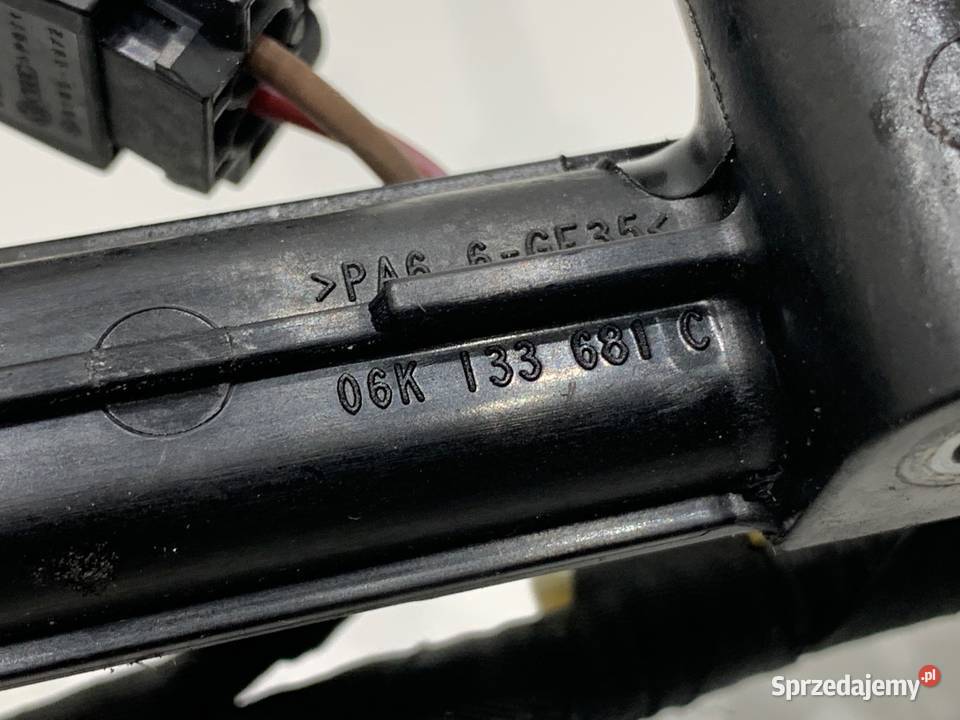 >PA6.6-GF35<
06K 133 681 C
Sprzedajemy.pl